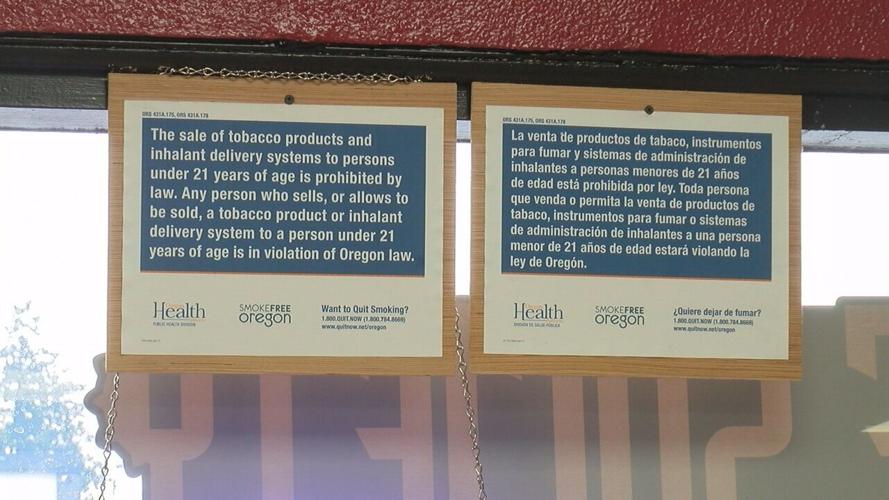 ORS 431A.175, ORS 431A.178
The sale of tobacco products and
inhalant delivery systems to persons
under 21 years of age is prohibited by
law. Any person who sells, or allows to
be sold, a tobacco product or inhalant
delivery system to a person under 21
years of age is in violation of Oregon law.
Oregon
Health
PUBLIC HEALTH DIVISION
SMOKEFREE
oregon
Want to Quit Smoking?
1.800.QUIT.NOW (1.800.784.8669)
www.quitnow.net/oregon
ORS 431A.175, ORS 431A.178
La venta de productos de tabaco, instrumentos
para fumar y sistemas de administración de
inhalantes a personas menores de 21 años
de edad está prohibida por ley. Toda persona
que venda o permita la venta de productos de
tabaco, instrumentos para fumar o sistemas
de administración de inhalantes a una persona
menor de 21 años de edad estará violando la
ley de Oregón.
Oregon
Health
DIVISIÓN DE SALUD PÚBLICA
SMOKEFREE
oregon
¿Quiere dejar de fumar?
1.800.QUIT.NOW (1.800.784.8669)
www.quitnow.net/oregon